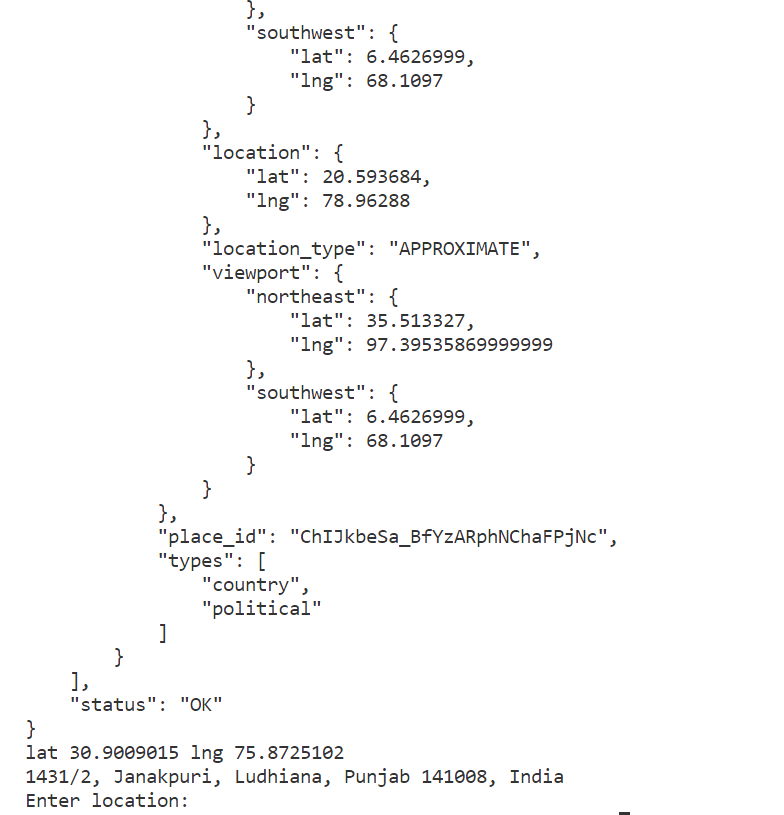 },
"southwest": {
"lat": 6.4626999,
"lng": 68.1097
}
},
"location": {
"lat": 20.593684,
"lng": 78.96288
},
"location_type": "APPROXIMATE",
"viewport": {
"northeast": {
"lat": 35.513327,
"lng": 97.39535869999999
},
"southwest": {
"lat": 6.4626999,
"lng": 68.1097
}
}
},
"place_id": "ChIJkbeSa_BfYzARphNChaFPjNc",
"types": [
"country",
"political"
]
}
],
"status": "OK"
}
lat 30.9009015 lng 75.8725102
1431/2, Janakpuri, Ludhiana, Punjab 141008, India
Enter location: